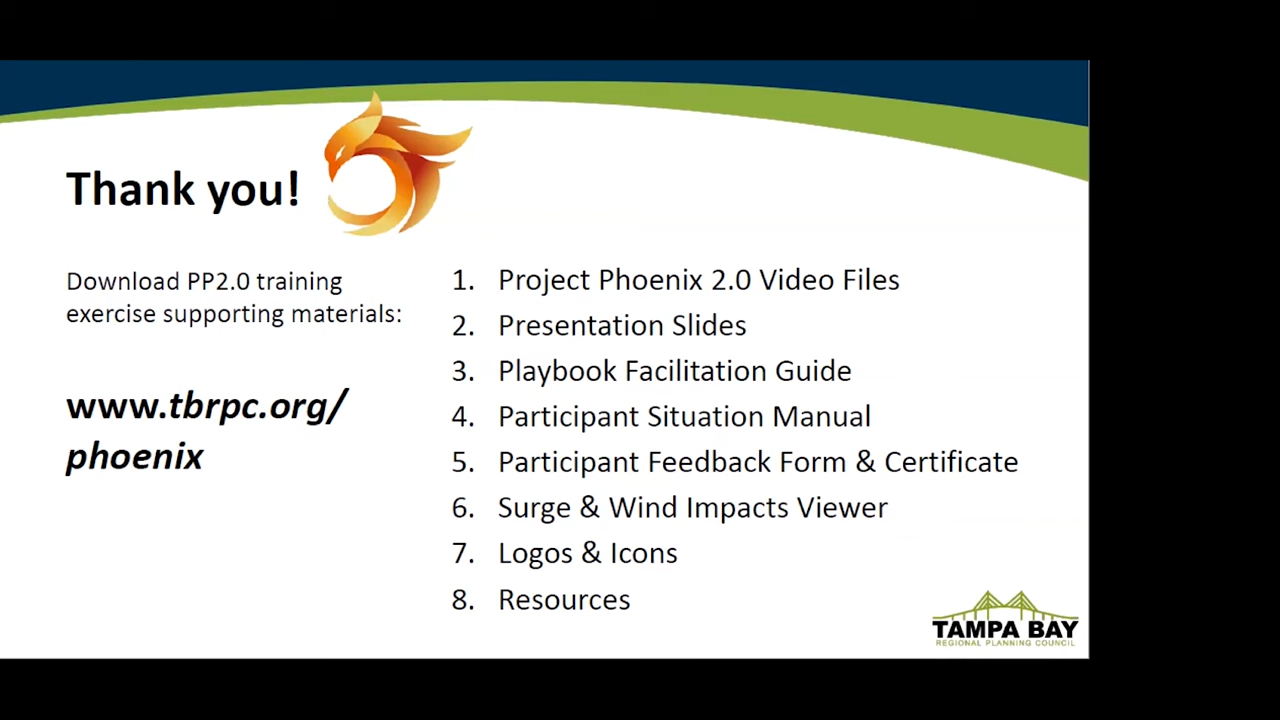 Thank you!
Download PP2.0 training
exercise supporting materials:
www.tbrpc.org/
phoenix
1. Project Phoenix 2.0 Video Files
2. Presentation Slides
3. Playbook Facilitation Guide
4. Participant Situation Manual
5. Participant Feedback Form & Certificate
6. Surge & Wind Impacts Viewer
7. Logos & Icons
8. Resources
TAMPA BAY
REGIONAL PLANNING COUNCIL